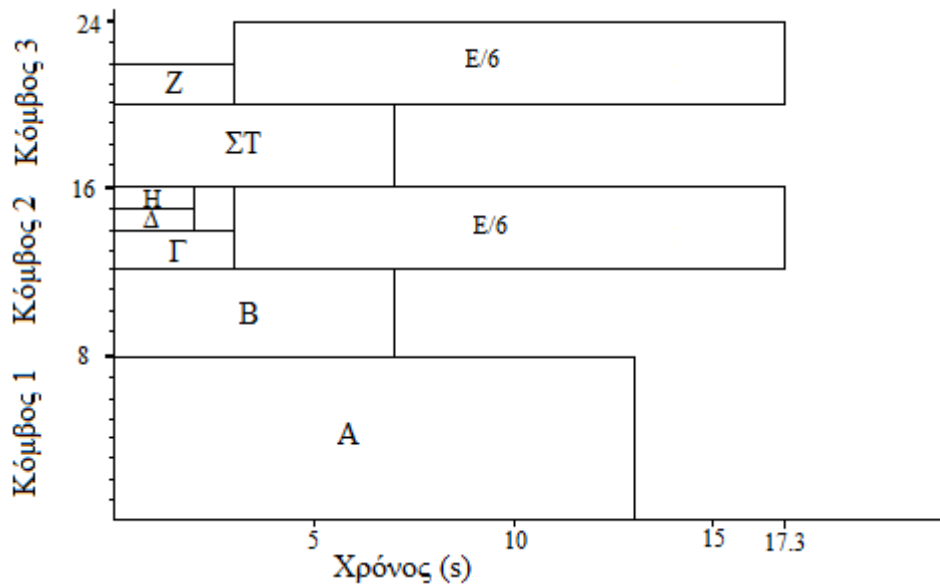 24
Κόμβος 3
E/6
Z
ΣΤ
16
Κόμβος 2
H
Δ
E/6
Γ
B
8
Κόμβος 1
A
5
10
15
17.3
Χρόνος (s)